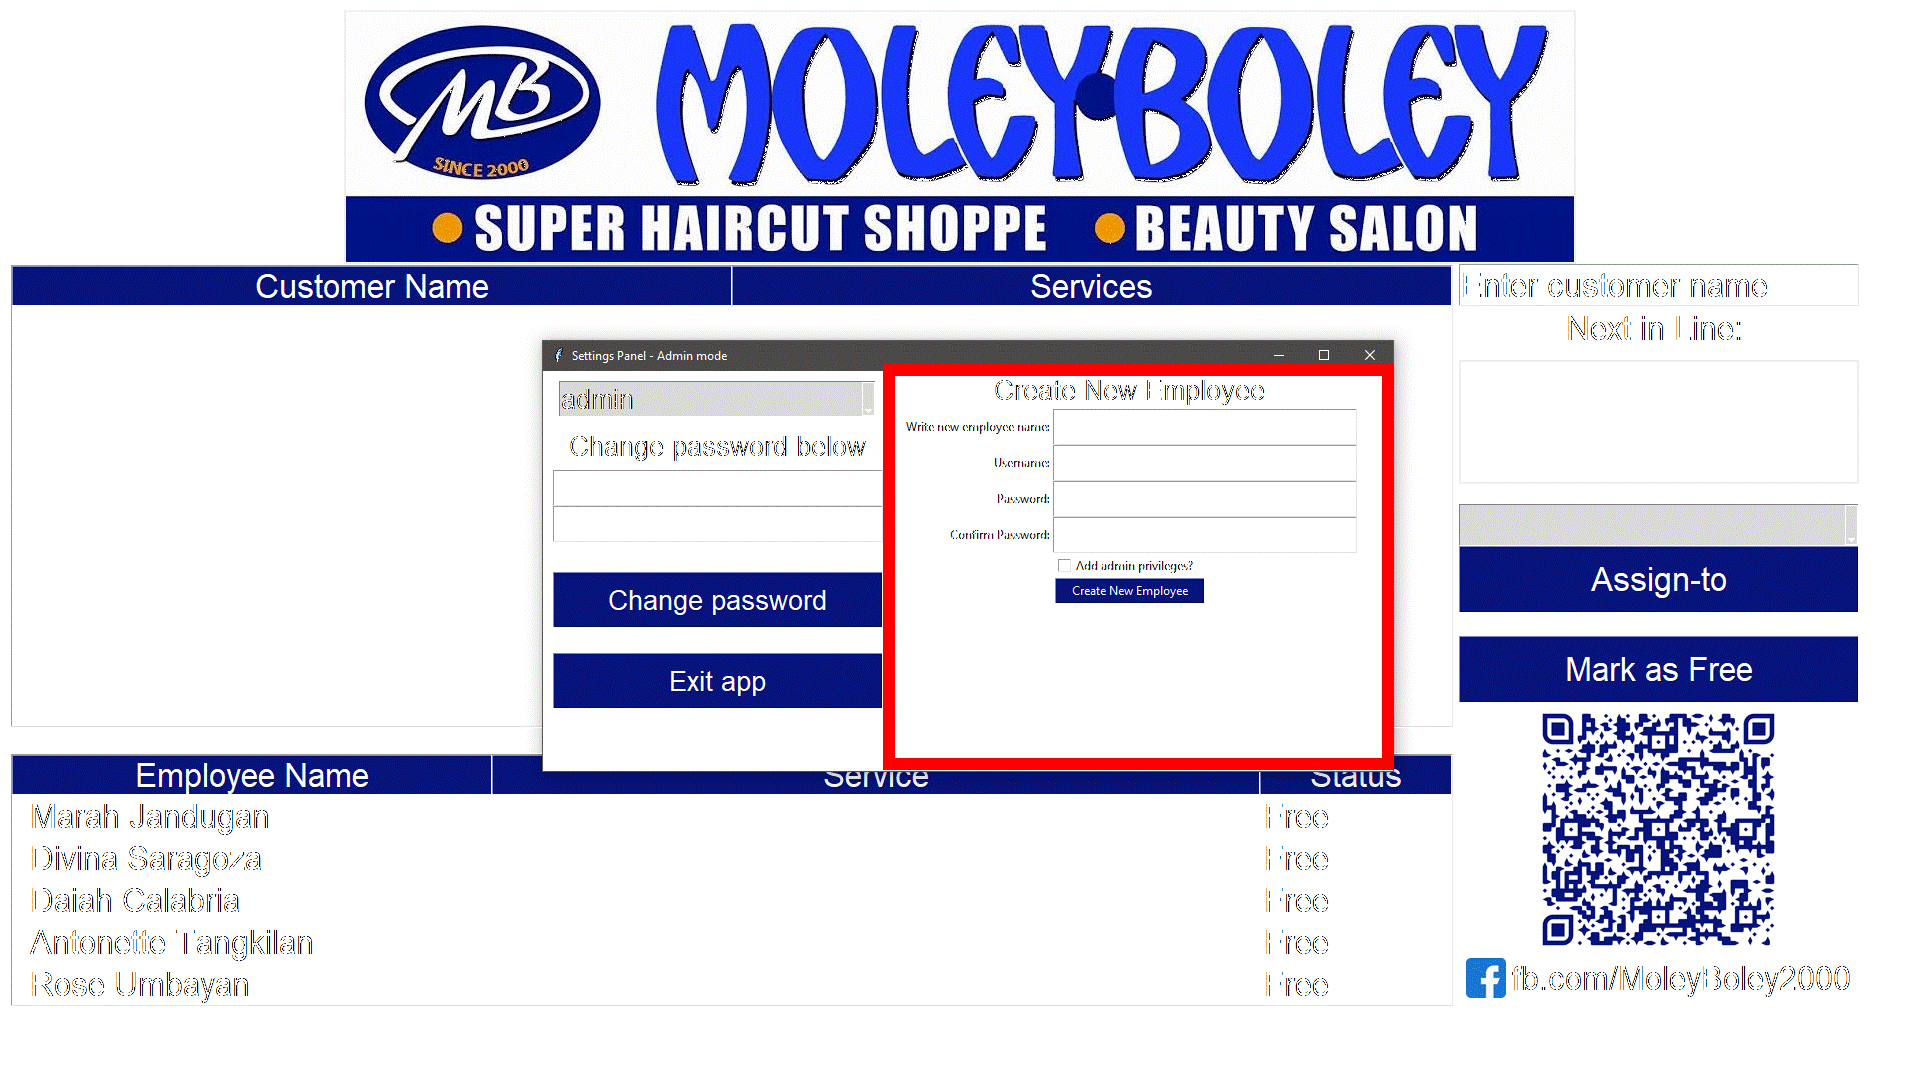 MB
SINCE 2000
MOLEYBOLEY
SUPER HAIRCUT SHOPPE BEAUTY SALON
Customer Name Services
Enter customer name
Next in Line:
Settings Panel - Admin mode
admin
Change password below
Change password
Exit app
Create New Employee
Write new employee name:
Username:
Password:
Confirm Password:
Add admin privileges?
Create New Employee
Assign-to
Mark as Free
Employee Name Service Status
Marah Jandugan Free
Divina Saragoza Free
Daiah Calabria Free
Antonette Tangkilan Free
Rose Umbayan Free
fb.com/MoleyBoley2000